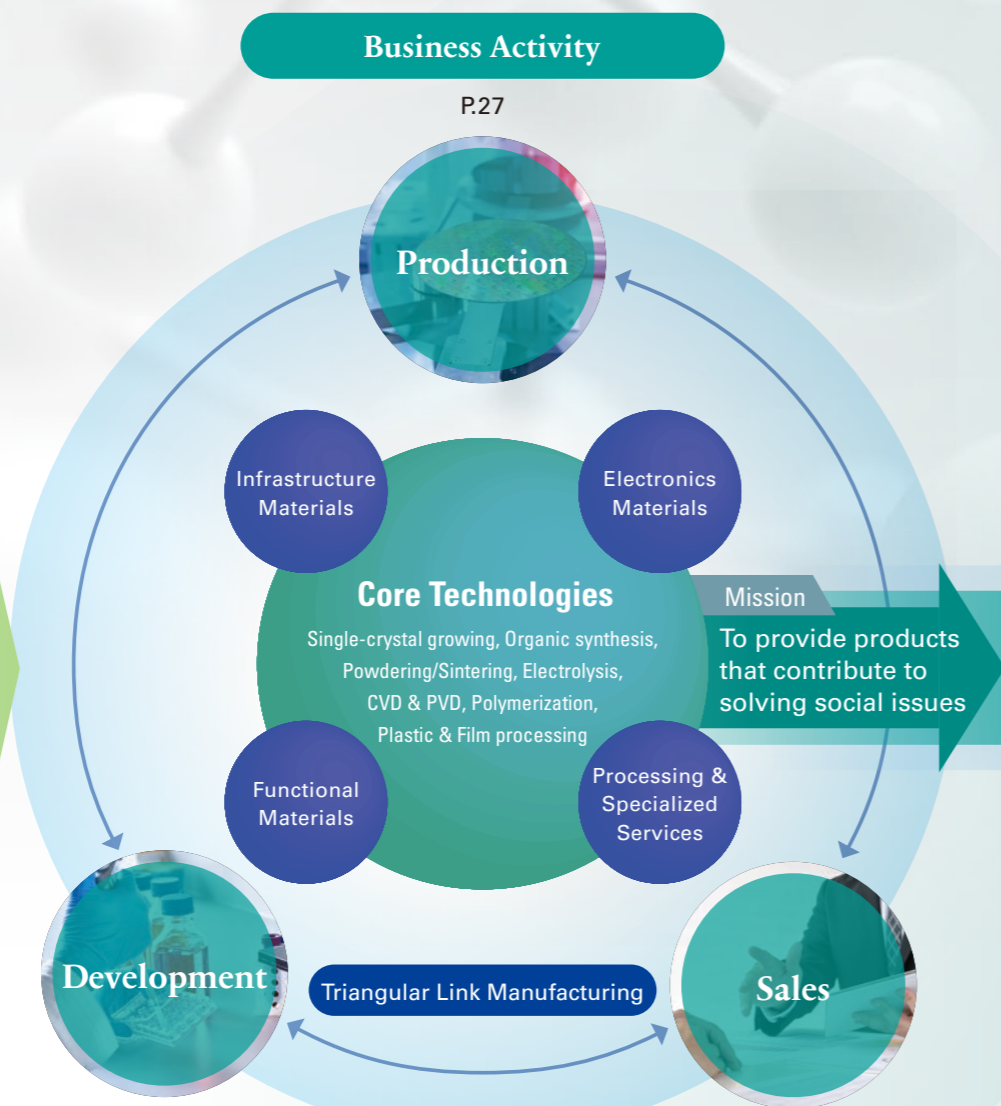 Business Activity
P.27
Production
Infrastructure
Materials
Electronics
Materials
Core Technologies
Single-crystal growing, Organic synthesis,
Powdering/Sintering, Electrolysis,
CVD & PVD, Polymerization,
Plastic & Film processing
Mission
To provide products
that contribute to
solving social issues
Functional
Materials
Processing &
Specialized
Services
Development
Triangular Link Manufacturing
Sales